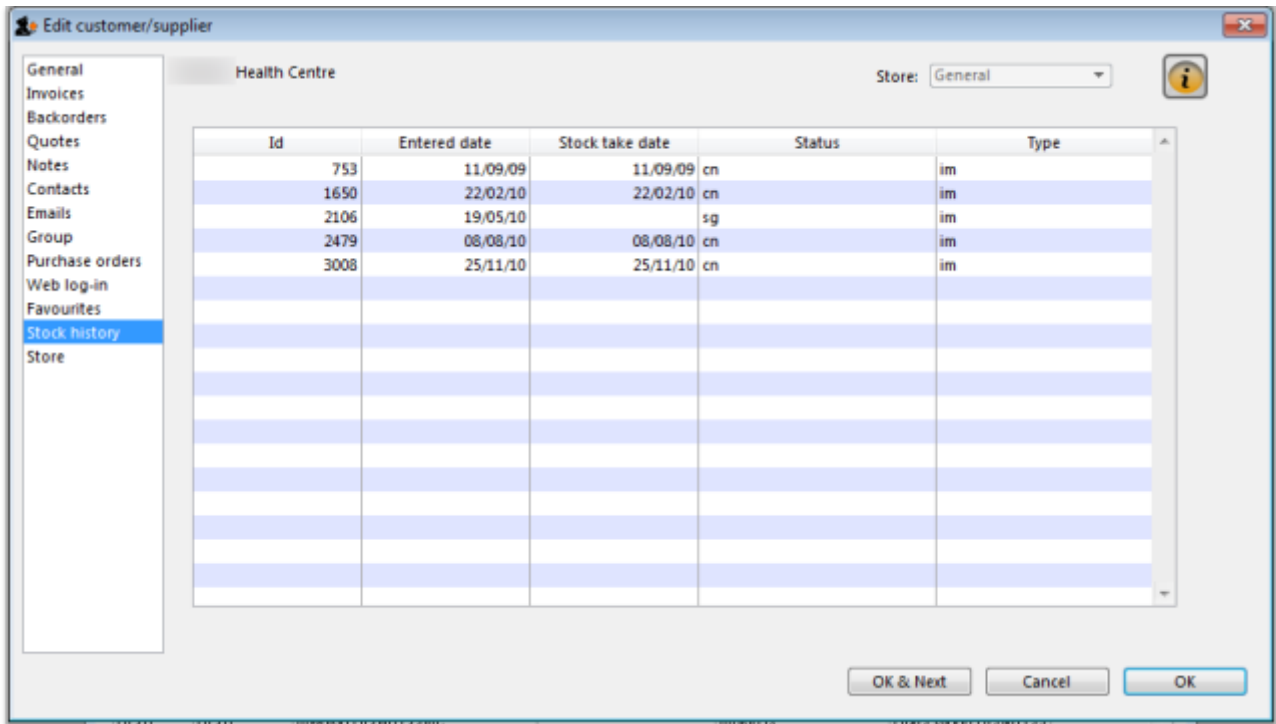 Edit customer/supplier
General
Invoices
Backorders
Quotes
Notes
Contacts
Emails
Group
Purchase orders
Web log-in
Favourites
Stock history
Store
Health Centre
Store: General
Id Entered date Stock take date Status Type
753 11/09/09 11/09/09 cn im
1650 22/02/10 22/02/10 cn im
2106 19/05/10 sg im
2479 08/08/10 08/08/10 cn im
3008 25/11/10 25/11/10 cn im
OK & Next Cancel OK